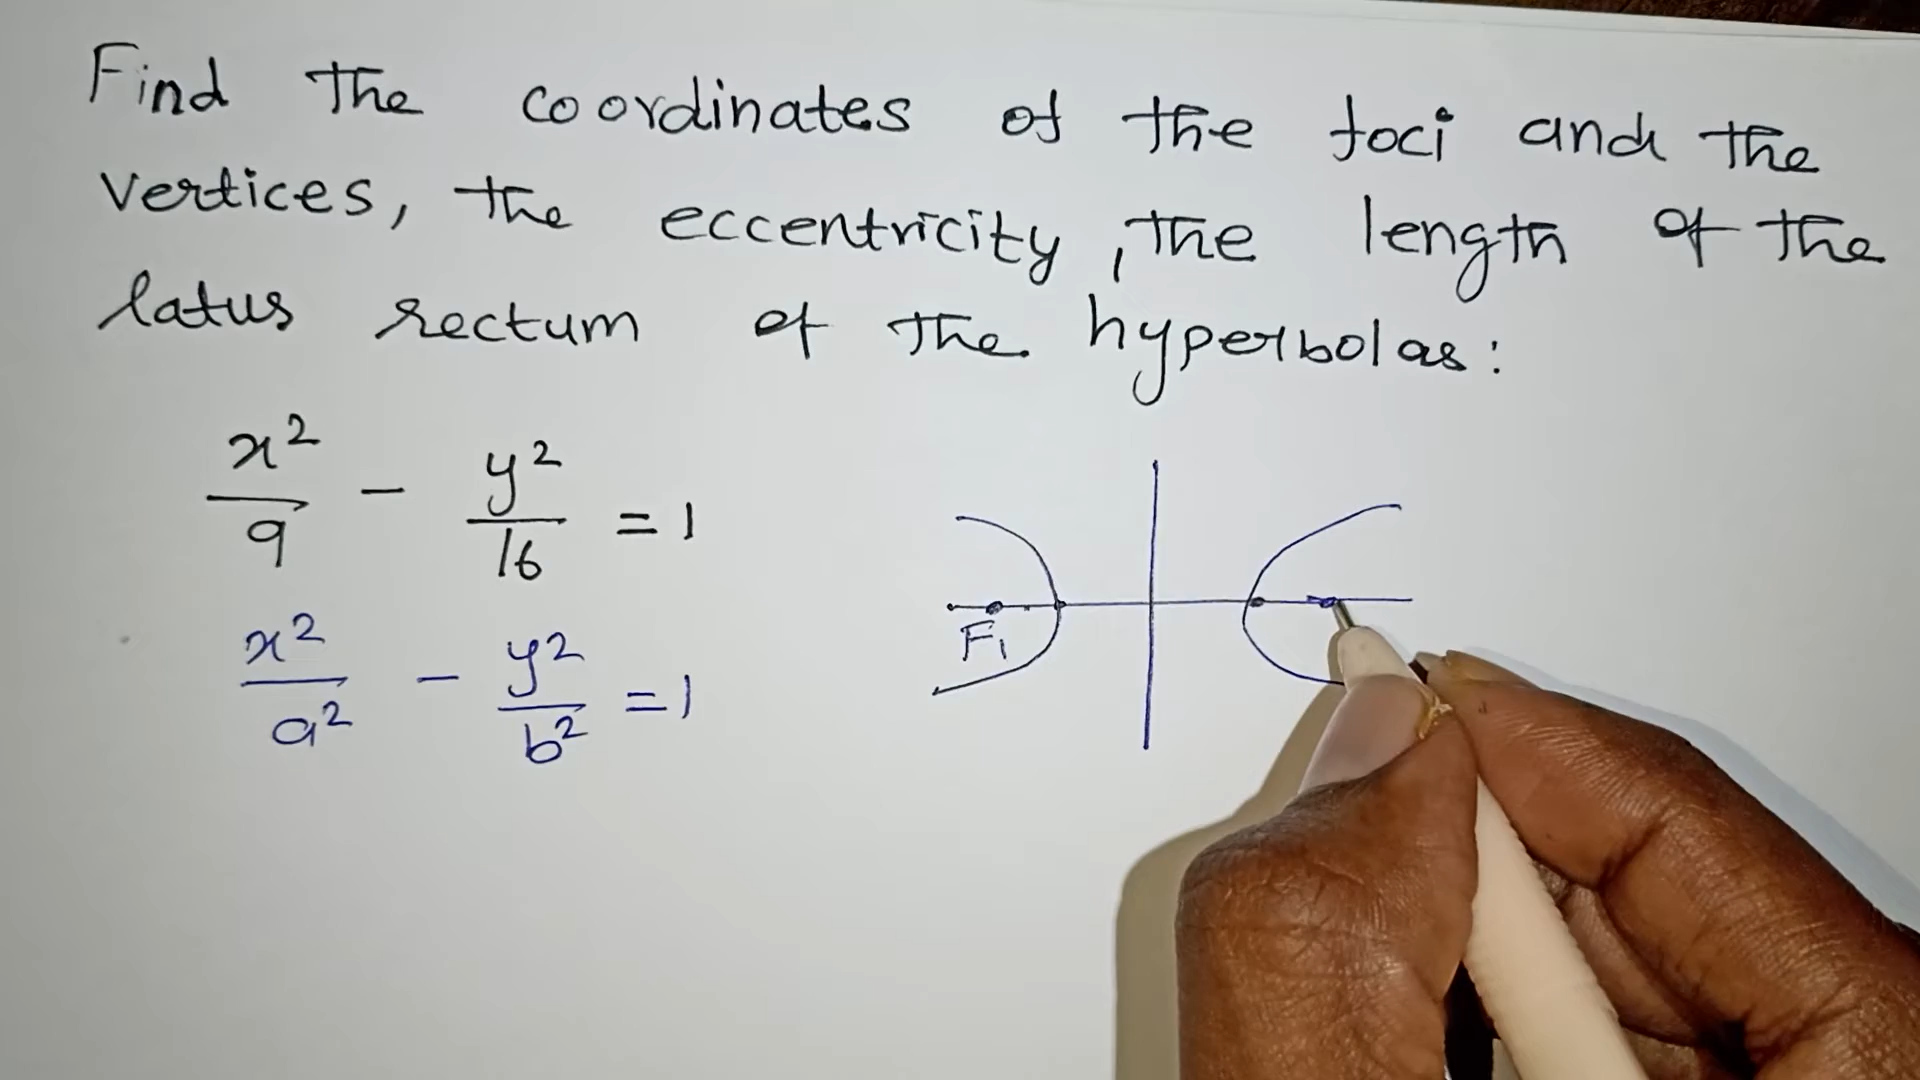 Find the coordinates of the foci and the
vertices, the eccentricity, the length of the
latus rectum of the hyperbolas:
x²/9 - y²/16 = 1
x²/a² - y²/b² = 1
F₁